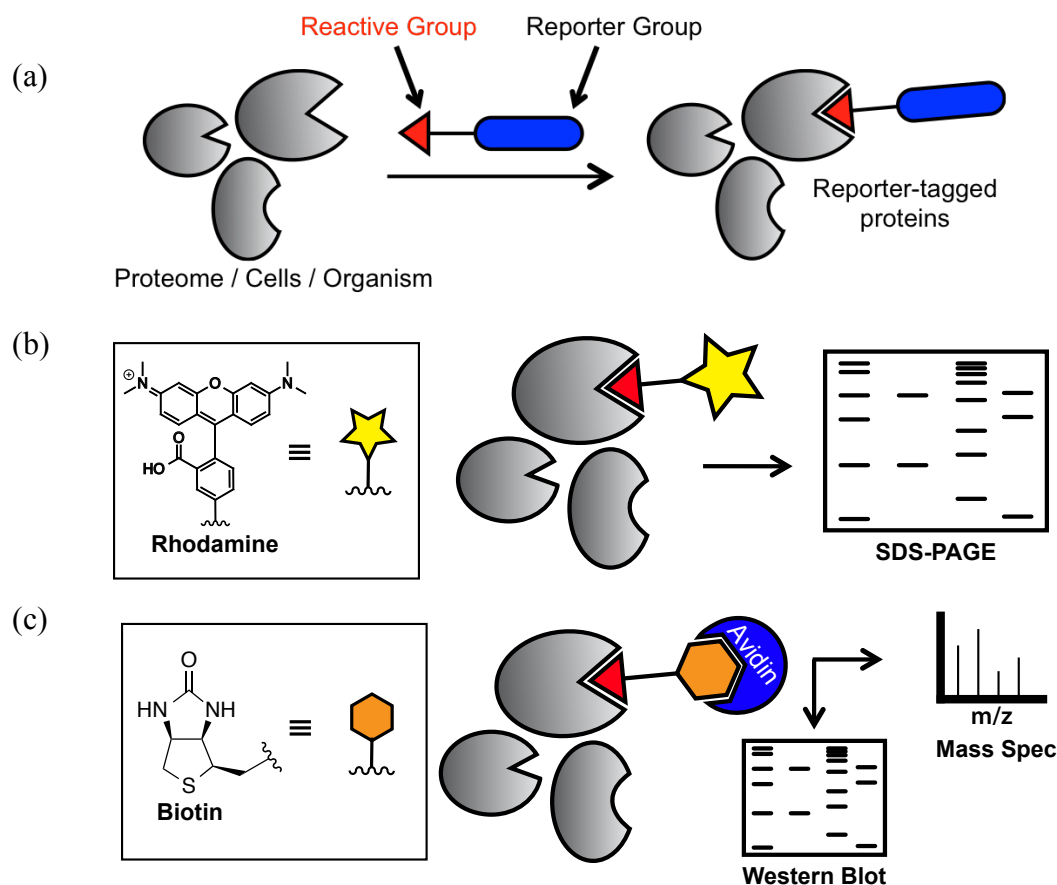 (a)
Reactive Group
Reporter Group
Proteome / Cells / Organism
Reporter-tagged
proteins
(b)
N
⊕
O
N
O
HO
≡
Rhodamine
SDS-PAGE
(c)
O
HN
NH
S
≡
Biotin
Avidin
m/z
Mass Spec
Western Blot